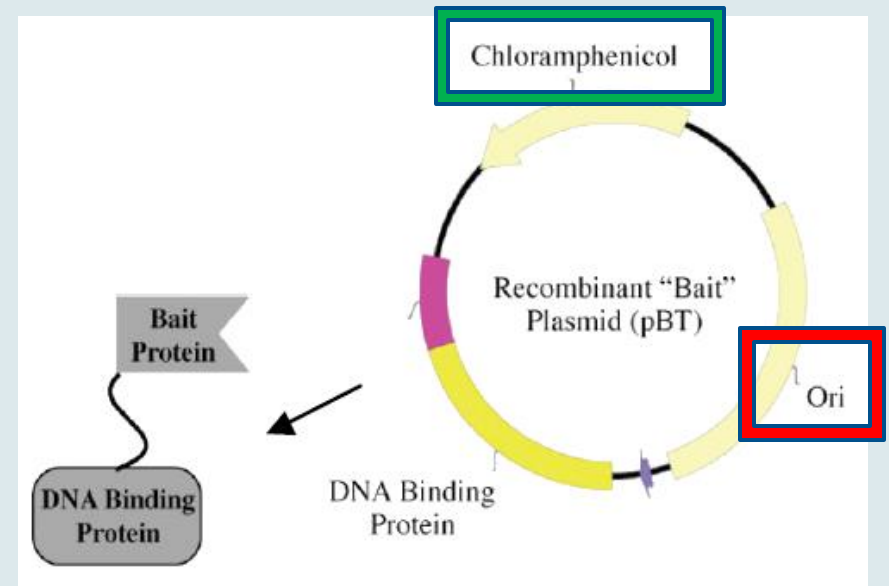 Chloramphenicol
Recombinant “Bait”
Plasmid (pBT)
Bait
Protein
Ori
DNA Binding
Protein
DNA Binding
Protein